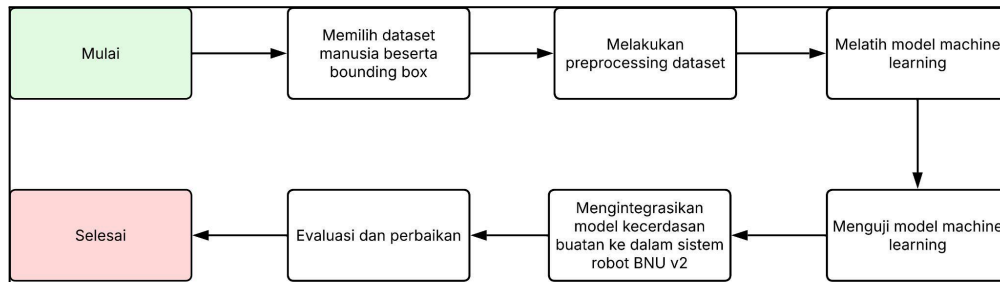 Mulai
Memilih dataset
manusia beserta
bounding box
Melakukan
preprocessing dataset
Melatih model machine
learning
Selesai
Evaluasi dan perbaikan
Mengintegrasikan
model kecerdasan
buatan ke dalam sistem
robot BNU v2
Menguji model machine
learning